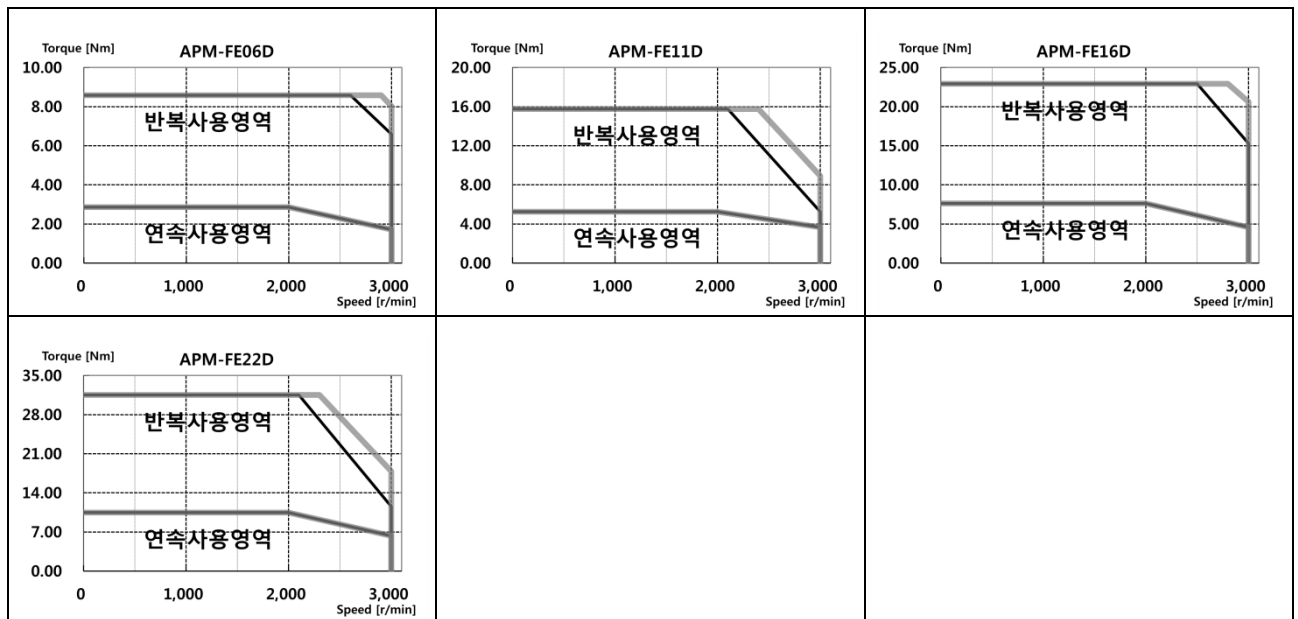 Torque [Nm] APM-FE06D
10.00
8.00
반복사용영역
6.00
4.00
2.00
연속사용영역
0.00
0 1,000 2,000 3,000
Speed [r/min]
Torque [Nm] APM-FE11D
20.00
16.00
반복사용영역
12.00
8.00
4.00
연속사용영역
0.00
0 1,000 2,000 3,000
Speed [r/min]
Torque [Nm] APM-FE16D
25.00
20.00
반복사용영역
15.00
10.00
5.00
연속사용영역
0.00
0 1,000 2,000 3,000
Speed [r/min]
Torque [Nm] APM-FE22D
35.00
28.00
반복사용영역
21.00
14.00
7.00
연속사용영역
0.00
0 1,000 2,000 3,000
Speed [r/min]